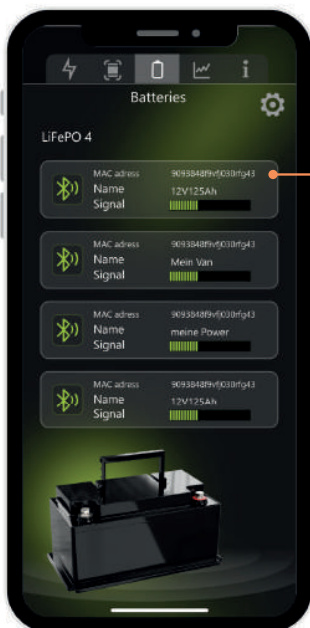 Batteries
LiFePO 4
MAC adress 9093848f9vfj030rfg43
Name 12V125Ah
Signal
MAC adress 9093848f9vfj030rfg43
Name Mein Van
Signal
MAC adress 9093848f9vfj030rfg43
Name meine Power
Signal
MAC adress 9093848f9vfj030rfg43
Name 12V125Ah
Signal